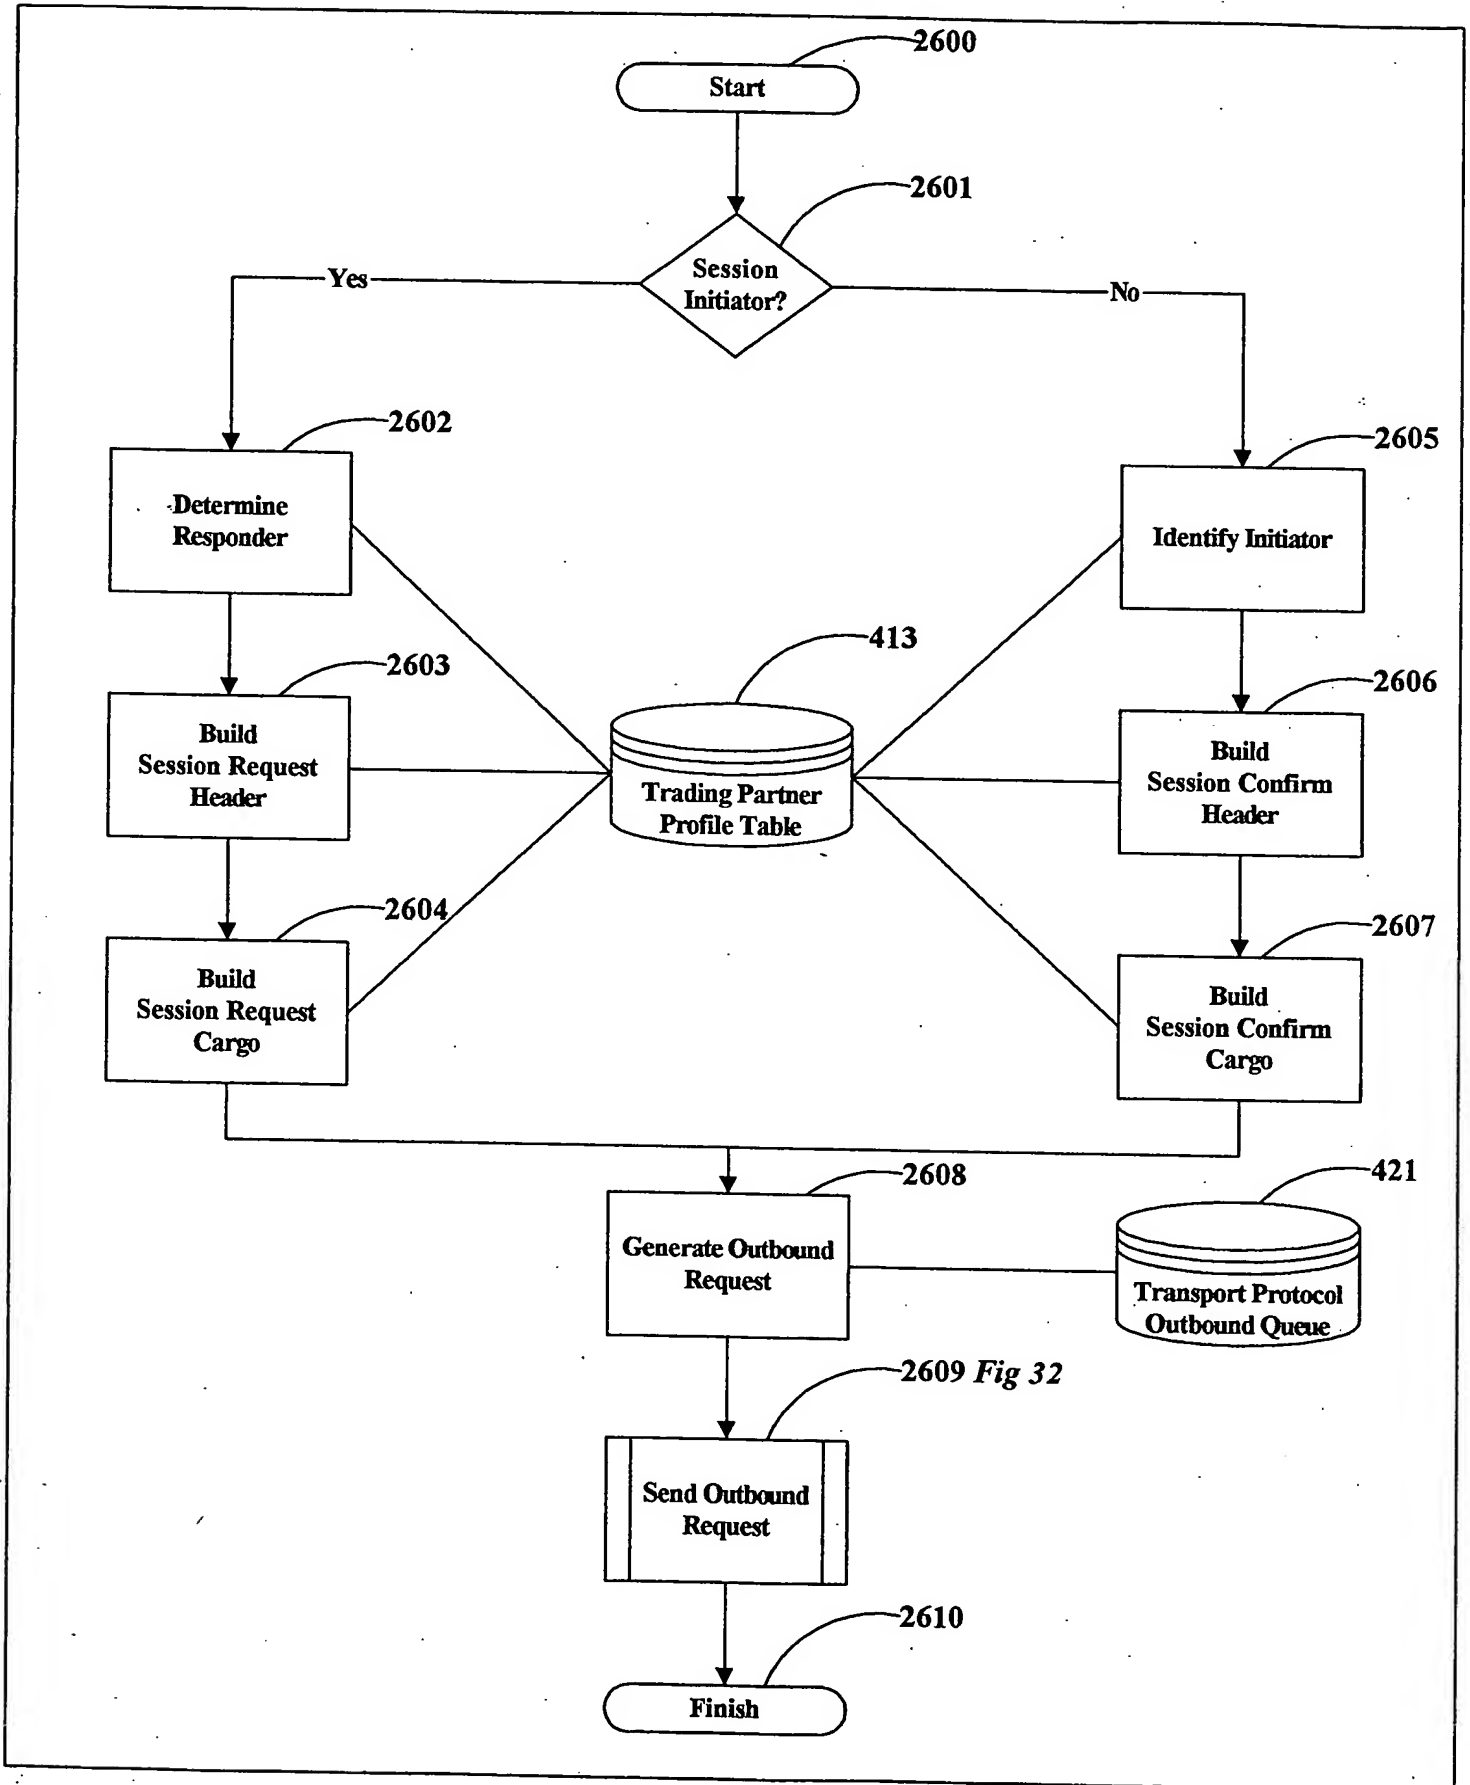 2600
Start
2601
Session
Initiator?
Yes
No
2602
2605
Determine
Responder
Identify Initiator
413
2603
2606
Build
Session Request
Header
Trading Partner
Profile Table
Build
Session Confirm
Header
2604
2607
Build
Session Request
Cargo
Build
Session Confirm
Cargo
2608
421
Generate Outbound
Request
Transport Protocol
Outbound Queue
2609 Fig 32
Send Outbound
Request
2610
Finish